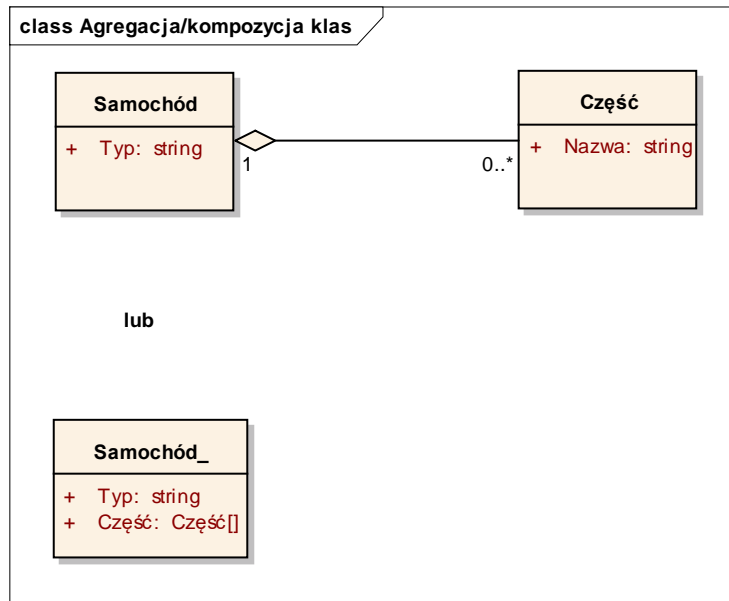 class Agregacja/kompozycja klas
Samochód
+ Typ: string
1
0..*
Część
+ Nazwa: string
lub
Samochód_
+ Typ: string
+ Część: Część[]